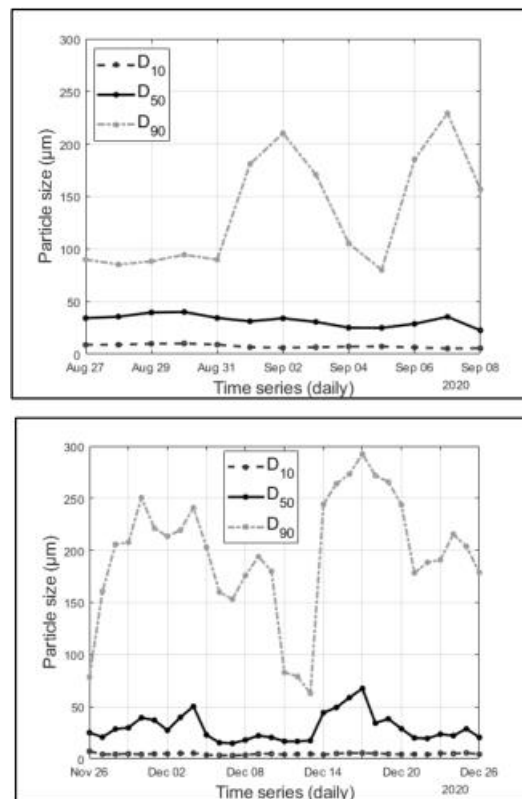 300
250
200
150
100
50
0
Particle size (μm)
D10
D50
D90
Aug 27 Aug 29 Aug 31 Sep 02 Sep 04 Sep 06 Sep 08
Time series (daily) 2020
300
250
200
150
100
50
0
Particle size (μm)
D10
D50
D90
Nov 26 Dec 02 Dec 08 Dec 14 Dec 20 Dec 26
Time series (daily) 2020